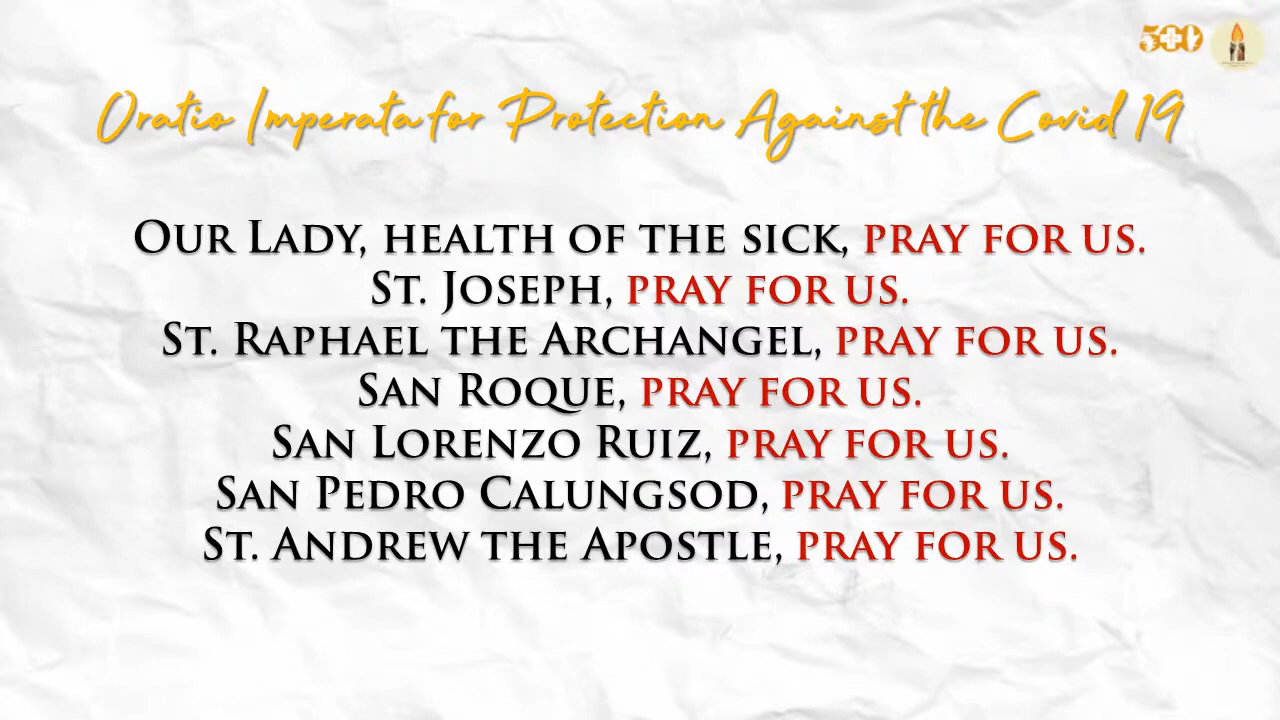 500
Oratio Imperata for Protection Against the Covid 19
Our Lady, health of the sick, pray for us.
St. Joseph, pray for us.
St. Raphael the Archangel, pray for us.
San Roque, pray for us.
San Lorenzo Ruiz, pray for us.
San Pedro Calungsod, pray for us.
St. Andrew the Apostle, pray for us.